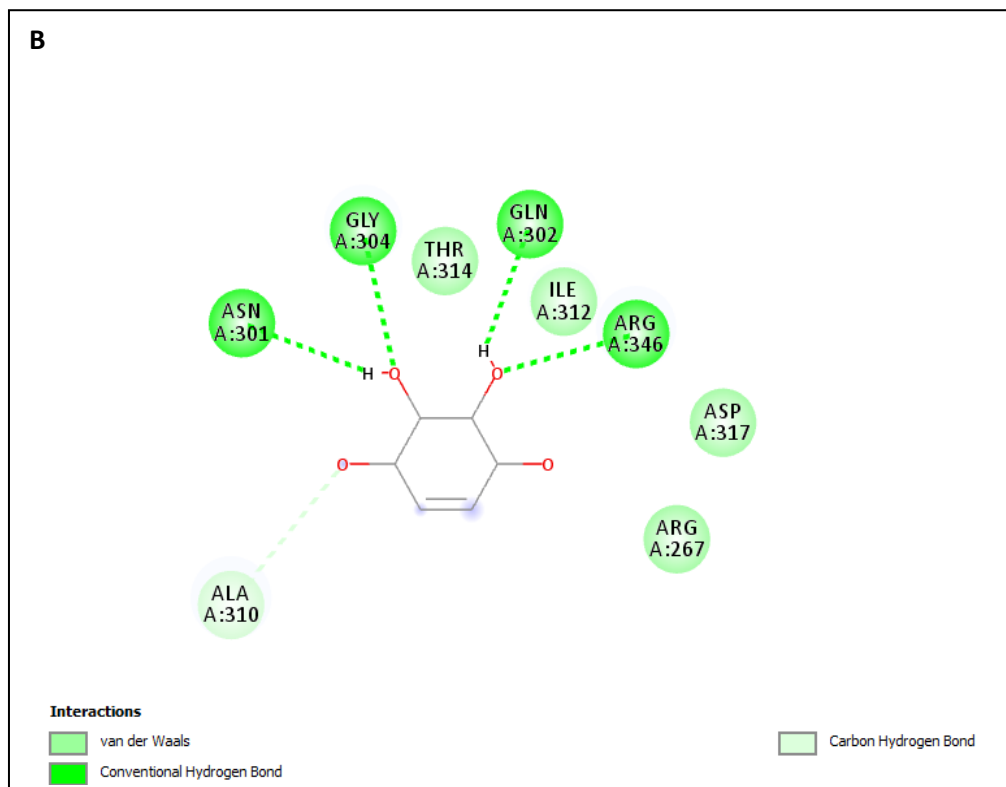 B
GLY
A:304
GLN
A:302
THR
A:314
ILE
A:312
ASN
A:301
ARG
A:346
H
H
O
O
ASP
A:317
O
O
ARG
A:267
ALA
A:310
Interactions
van der Waals
Conventional Hydrogen Bond
Carbon Hydrogen Bond